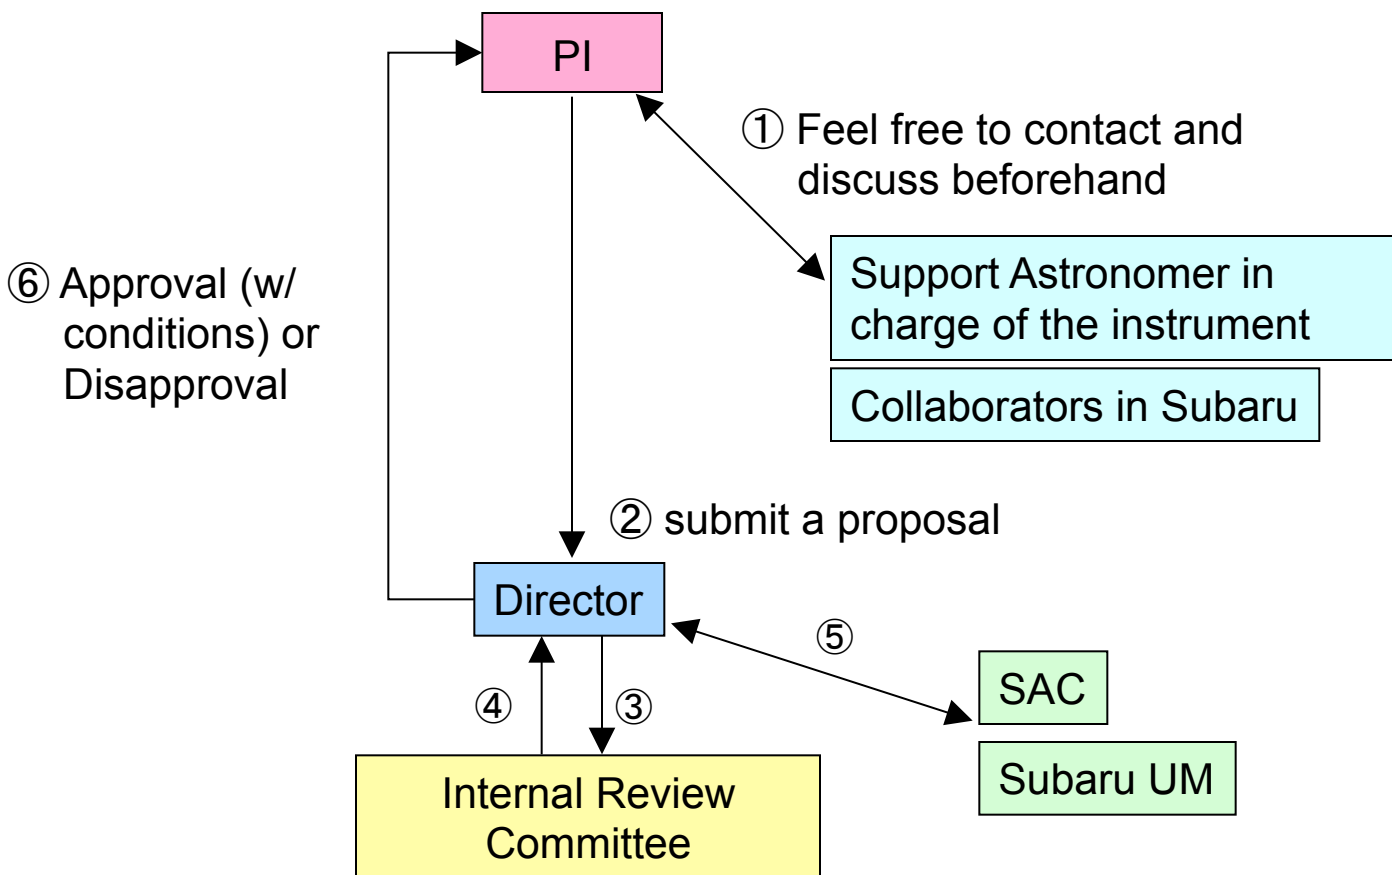 PI
① Feel free to contact and
discuss beforehand
Support Astronomer in
charge of the instrument
Collaborators in Subaru
⑥ Approval (w/
conditions) or
Disapproval
② submit a proposal
Director
⑤
④
③
SAC
Subaru UM
Internal Review
Committee